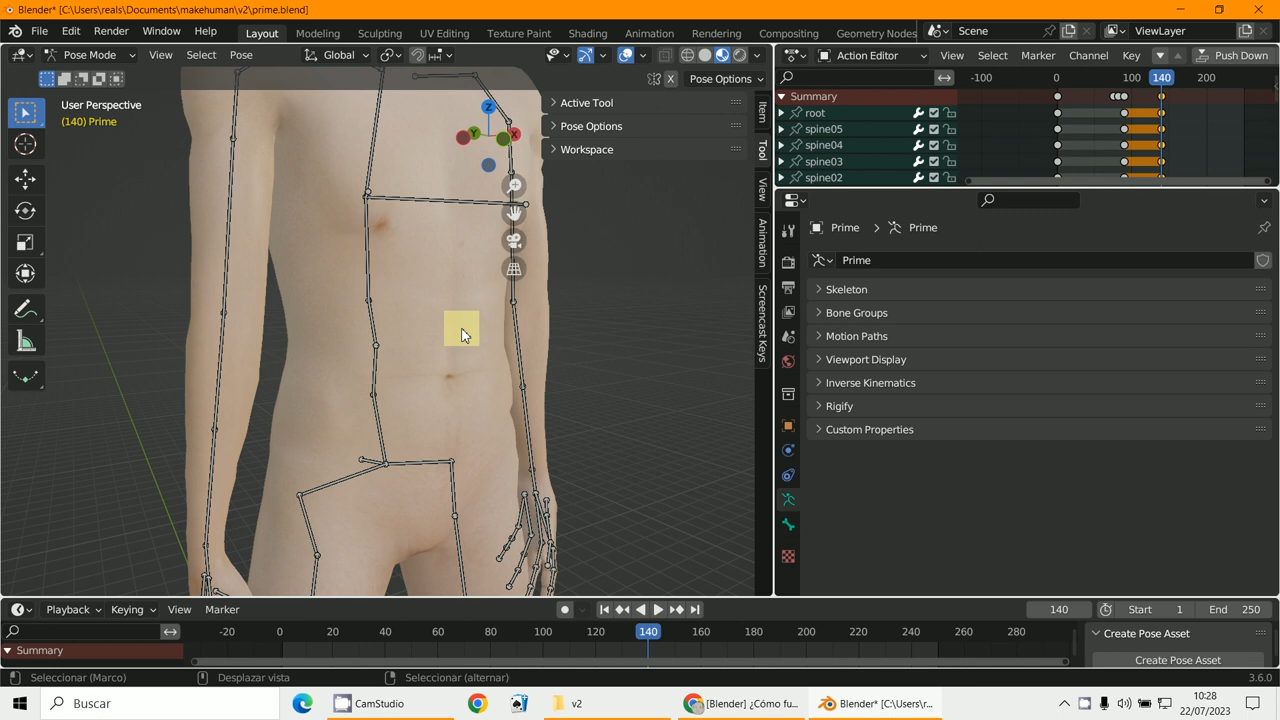 Blender* [C:\Users\reals\Documents\makehuman\v2\prime.blend]
File Edit Render Window Help Layout Modeling Sculpting UV Editing Texture Paint Shading Animation Rendering Compositing Geometry Nodes Scene ViewLayer
Pose Mode View Select Pose Global
Action Editor View Select Marker Channel Key Push Down
X Pose Options
-100 0 100 140 200
User Perspective
(140) Prime
Z
Y
X
Active Tool
Pose Options
Workspace
Item
Tool
View
Animation
Screencast Keys
Summary
root
spine05
spine04
spine03
spine02
Prime Prime
Prime
Skeleton
Bone Groups
Motion Paths
Viewport Display
Inverse Kinematics
Rigify
Custom Properties
Playback Keying View Marker 140 Start 1 End 250
-20 0 20 40 60 80 100 120 140 160 180 200 220 240 260 280
Summary
Create Pose Asset
Create Pose Asset
Seleccionar (Marco) Desplazar vista Seleccionar (alternar) 3.6.0
Buscar CamStudio v2 [Blender] ¿Cómo fu... Blender* [C:\Users\r...
10:28
22/07/2023